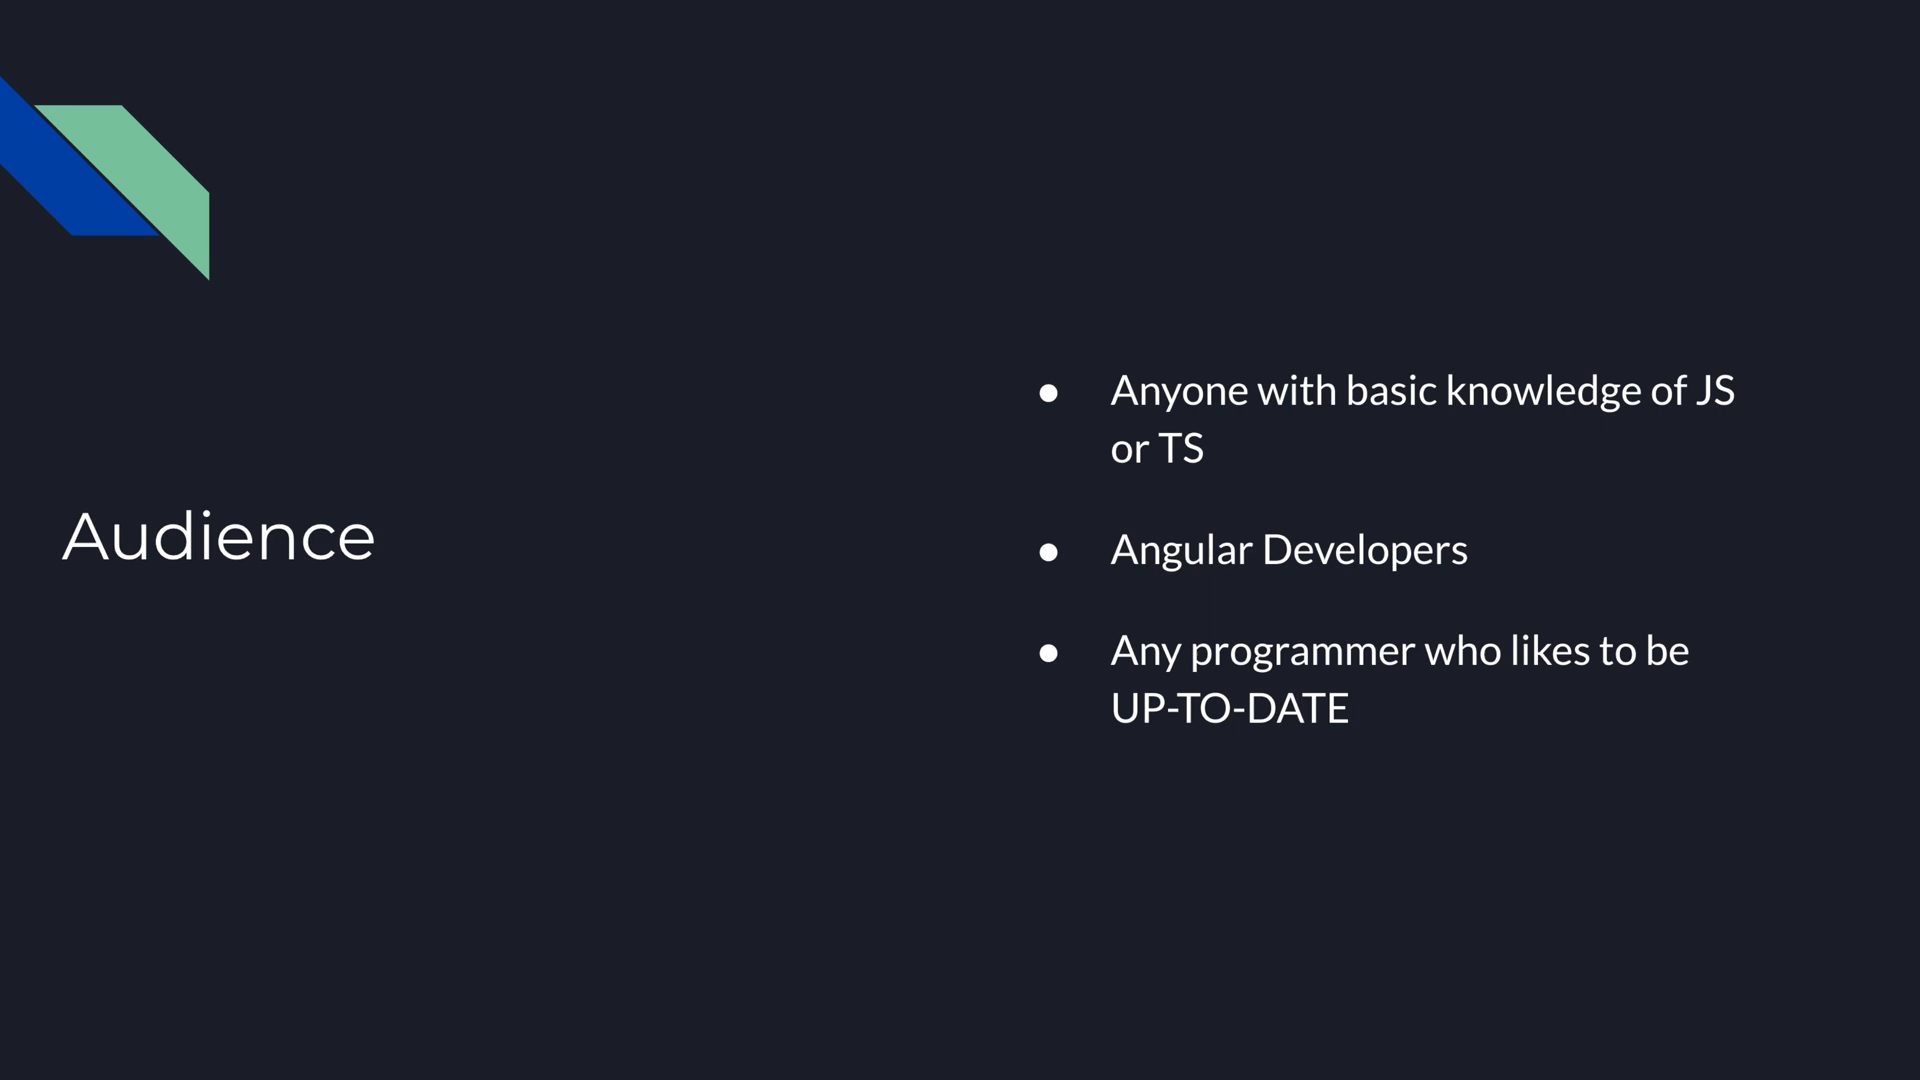 Audience
● Anyone with basic knowledge of JS
or TS
● Angular Developers
● Any programmer who likes to be
UP-TO-DATE